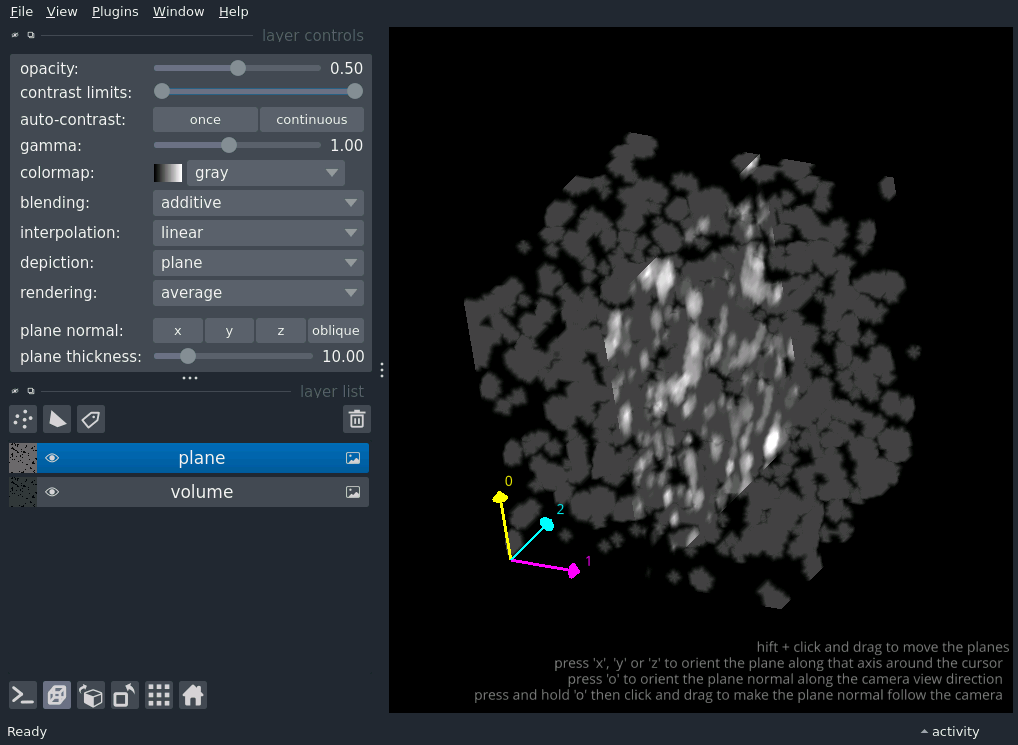 File View Plugins Window Help
layer controls
opacity: 0.50
contrast limits:
auto-contrast: once continuous
gamma: 1.00
colormap: gray
blending: additive
interpolation: linear
depiction: plane
rendering: average
plane normal: x y z oblique
plane thickness: 10.00
layer list
plane
volume
0
2
1
hift + click and drag to move the planes
press 'x', 'y' or 'z' to orient the plane along that axis around the cursor
press 'o' to orient the plane normal along the camera view direction
press and hold 'o' then click and drag to make the plane normal follow the camera
Ready activity